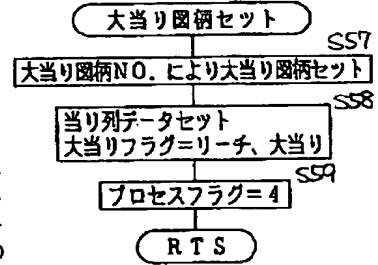 大当り図柄セット
S57
大当り図柄NO.により大当り図柄セット
S58
当り列データセット
大当りフラグ=リーチ、大当り
S59
プロセスフラグ=4
RTS